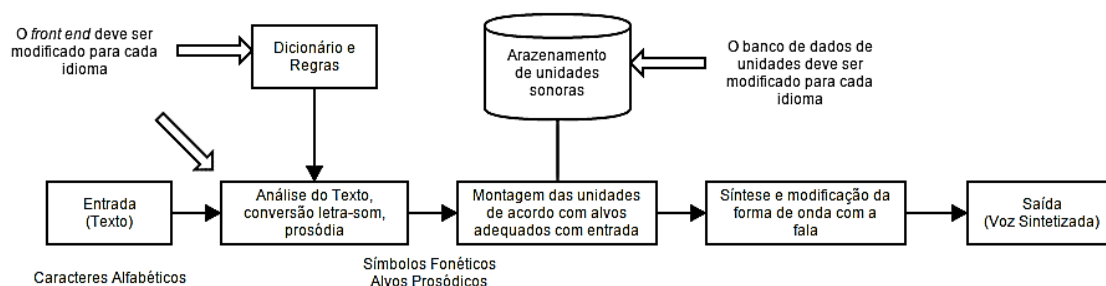 O front end deve ser
modificado para cada
idioma
Dicionário e
Regras
Arazenamento
de unidades
sonoras
O banco de dados de
unidades deve ser
modificado para cada
idioma
Entrada
(Texto)
Análise do Texto,
conversão letra-som,
prosódia
Montagem das unidades
de acordo com alvos
adequados com entrada
Síntese e modificação da
forma de onda com a
fala
Saída
(Voz Sintetizada)
Caracteres Alfabéticos
Símbolos Fonéticos
Alvos Prosódicos